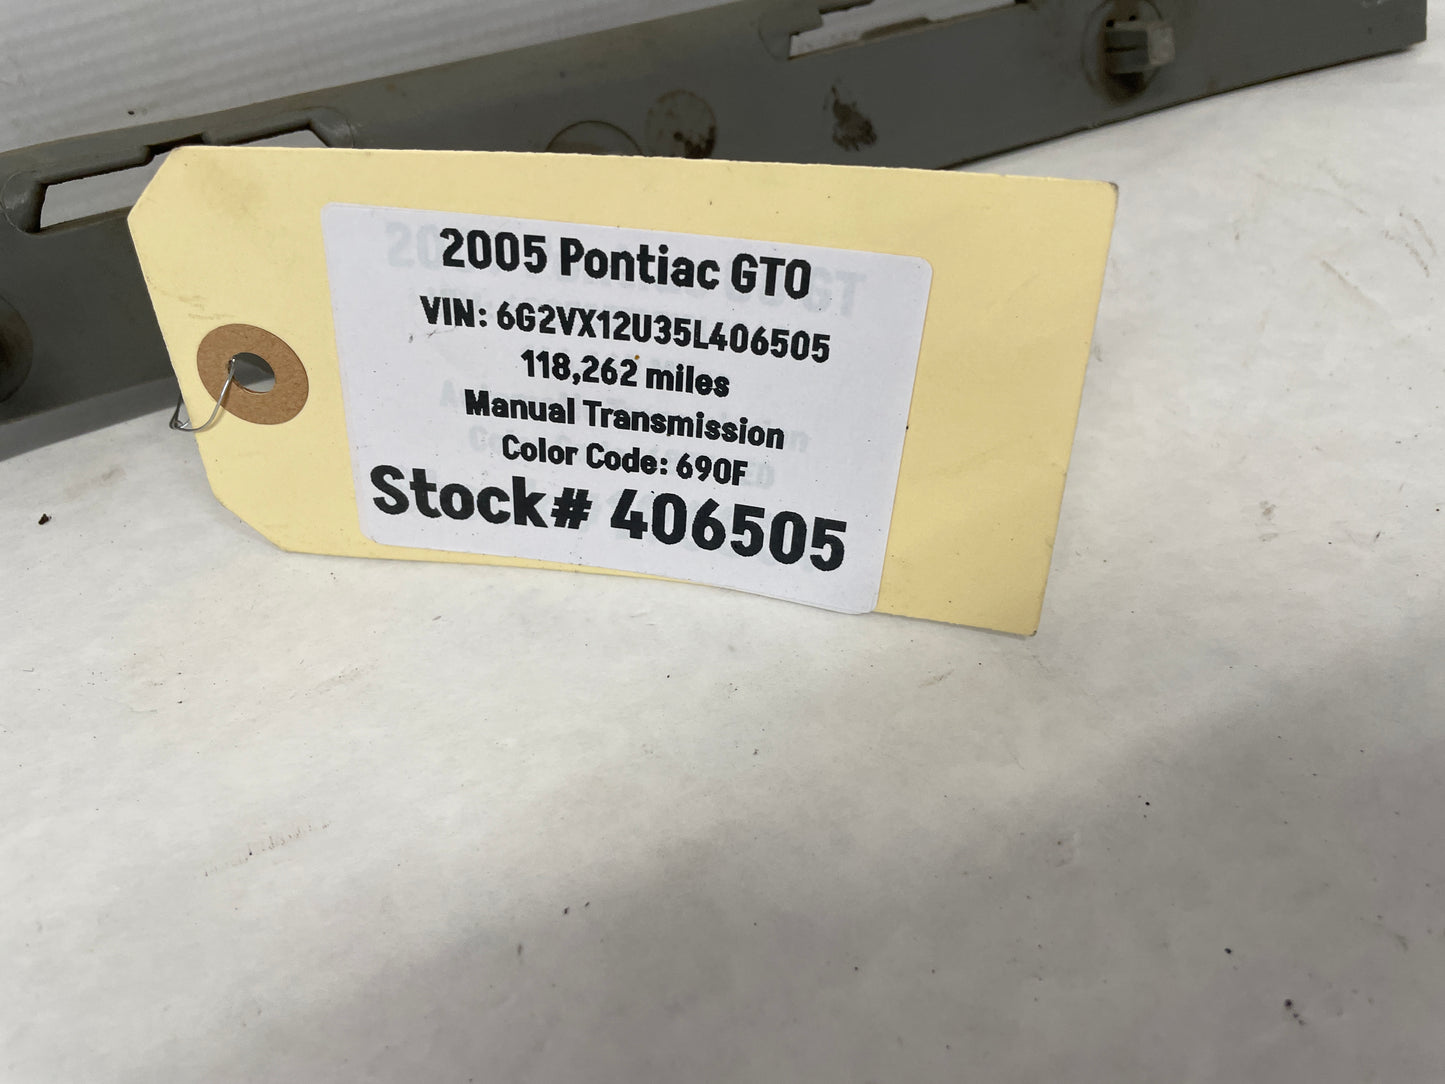 2005 Pontiac GTO
VIN: 6G2VX12U35L406505
118,262 miles
Manual Transmission
Color Code: 690F
Stock# 406505